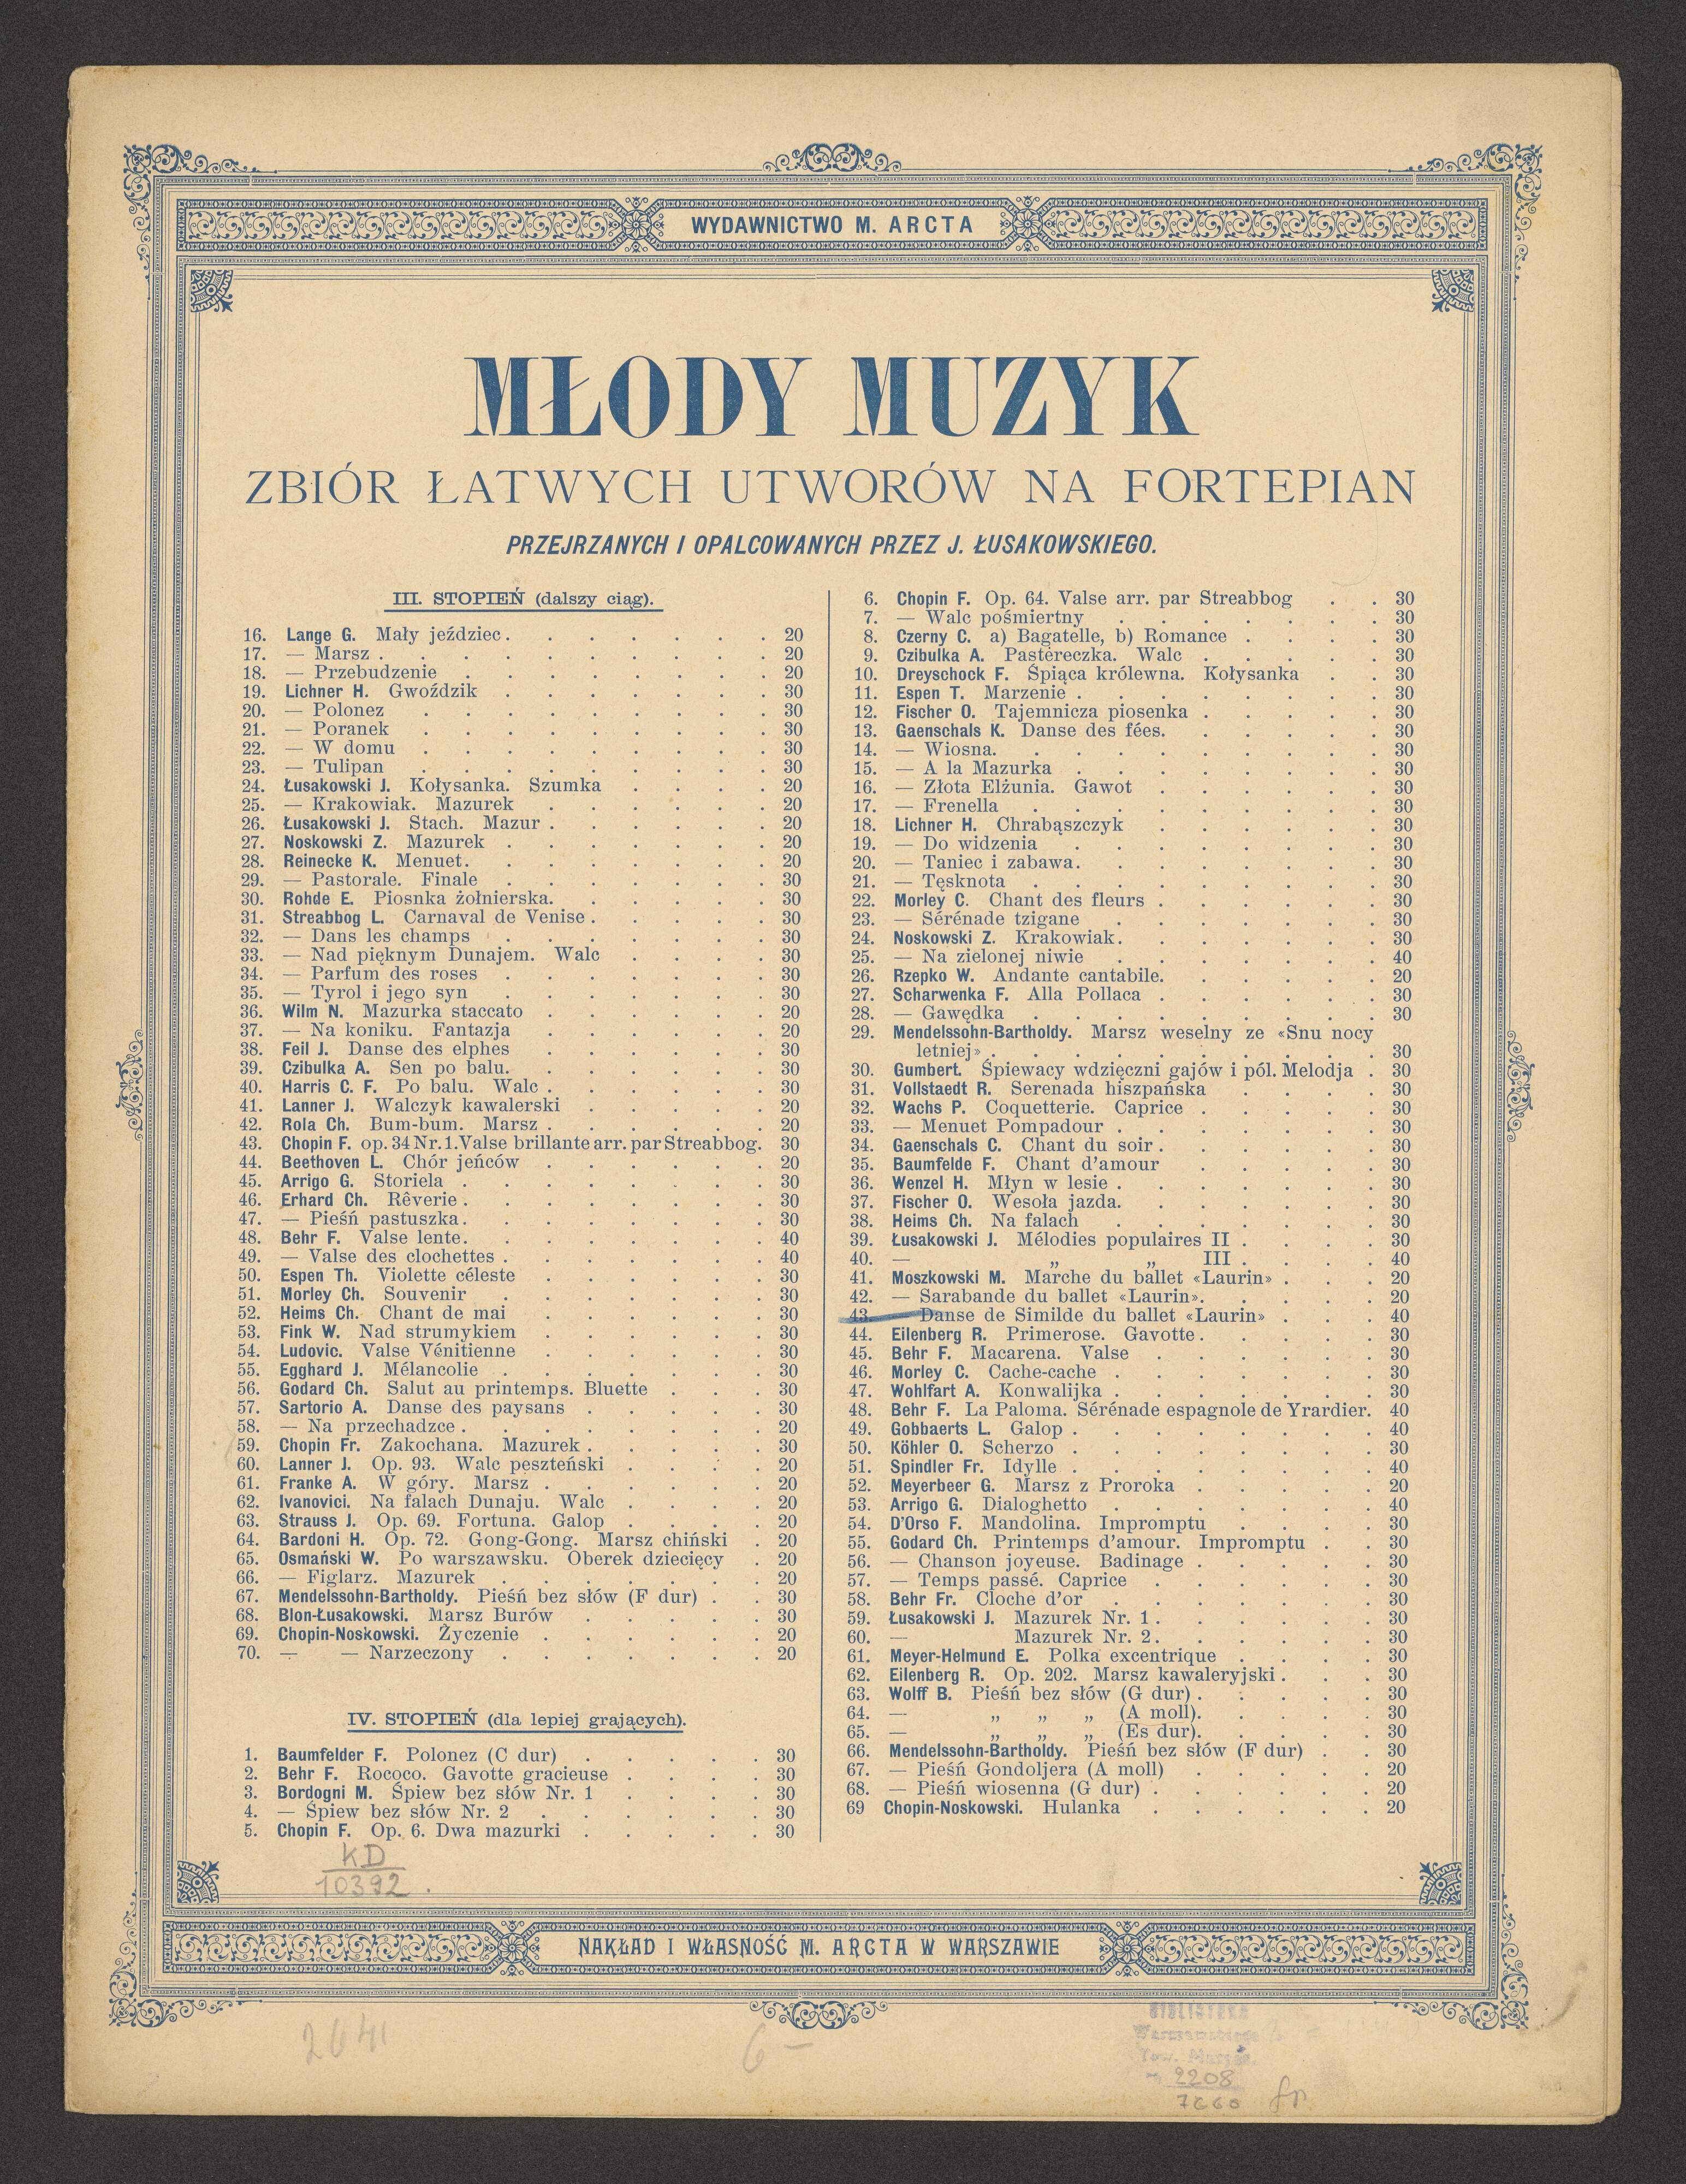 WYDAWNICTWO M. ARCTA
MŁODY MUZYK
ZBIÓR ŁATWYCH UTWORÓW NA FORTEPIAN
PRZEJRZANYCH I OPALCOWANYCH PRZEZ J. ŁUSAKOWSKIEGO.
III. STOPIEŃ (dalszy ciąg).
16. Lange G. Mały jeździec . . . . . . . 20
17. — Marsz . . . . . . . . . . 20
18. — Przebudzenie . . . . . . . . 20
19. Lichner H. Gwoździk . . . . . . . 30
20. — Polonez . . . . . . . . . 30
21. — Poranek . . . . . . . . . 30
22. — W domu . . . . . . . . . 30
23. — Tulipan . . . . . . . . . 30
24. Łusakowski J. Kołysanka. Szumka . . . . 20
25. — Krakowiak. Mazurek . . . . . . 20
26. Łusakowski J. Stach. Mazur . . . . . . 20
27. Noskowski Z. Mazurek . . . . . . . 20
28. Reinecke K. Menuet. . . . . . . . 20
29. — Pastorale. Finale . . . . . . . 30
30. Rohde E. Piosnka żołnierska. . . . . . 30
31. Streabbog L. Carnaval de Venise . . . . . 30
32. — Dans les champs . . . . . . . 30
33. — Nad pięknym Dunajem. Walc . . . . 30
34. — Parfum des roses . . . . . . . 30
35. — Tyrol i jego syn . . . . . . . 30
36. Wilm N. Mazurka staccato . . . . . . 20
37. — Na koniku. Fantazja . . . . . . 20
38. Feil J. Danse des elphes . . . . . . 30
39. Czibulka A. Sen po balu. . . . . . . 30
40. Harris C. F. Po balu. Walc . . . . . . 30
41. Lanner J. Walczyk kawalerski . . . . . 20
42. Rola Ch. Bum-bum. Marsz . . . . . . 20
43. Chopin F. op. 34 Nr. 1. Valse brillante arr. par Streabbog. 30
44. Beethoven L. Chór jeńców . . . . . . 20
45. Arrigo G. Storiela . . . . . . . . 30
46. Erhard Ch. Rêverie . . . . . . . . 30
47. — Pieśń pastuszka. . . . . . . . 30
48. Behr F. Valse lente. . . . . . . . 40
49. — Valse des clochettes . . . . . . . 40
50. Espen Th. Violette céleste . . . . . . 30
51. Morley Ch. Souvenir . . . . . . . 30
52. Heims Ch. Chant de mai . . . . . . 30
53. Fink W. Nad strumykiem . . . . . . 30
54. Ludovic. Valse Vénitienne . . . . . . 30
55. Egghard J. Mélancolie . . . . . . . 30
56. Godard Ch. Salut au printemps. Bluette . . . 30
57. Sartorio A. Danse des paysans . . . . . 30
58. — Na przechadzce . . . . . . . . 20
59. Chopin Fr. Zakochana. Mazurek . . . . . 30
60. Lanner J. Op. 93. Walc peszteński . . . . 20
61. Franke A. W góry. Marsz . . . . . . 20
62. Ivanovici. Na falach Dunaju. Walc . . . . 20
63. Strauss J. Op. 69. Fortuna. Galop . . . . 20
64. Bardoni H. Op. 72. Gong-Gong. Marsz chiński . 20
65. Osmański W. Po warszawsku. Oberek dziecięcy . 20
66. — Figlarz. Mazurek . . . . . . . 20
67. Mendelssohn-Bartholdy. Pieśń bez słów (F dur) . . 30
68. Blon-Łusakowski. Marsz Burów . . . . . 30
69. Chopin-Noskowski. Życzenie . . . . . . 20
70. — — Narzeczony . . . . . . . 20
IV. STOPIEŃ (dla lepiej grających).
1. Baumfelder F. Polonez (C dur) . . . . . 30
2. Behr F. Rococo. Gavotte gracieuse . . . . 30
3. Bordogni M. Śpiew bez słów Nr. 1 . . . . 30
4. — Śpiew bez słów Nr. 2 . . . . . . 30
5. Chopin F. Op. 6. Dwa mazurki . . . . . 30
6. Chopin F. Op. 64. Valse arr. par Streabbog . . 30
7. — Walc pośmiertny . . . . . . . 30
8. Czerny C. a) Bagatelle, b) Romance . . . . 30
9. Czibulka A. Pastéreczka. Walc . . . . . 30
10. Dreyschock F. Śpiąca królewna. Kołysanka . . 30
11. Espen T. Marzenie . . . . . . . . 30
12. Fischer O. Tajemnicza piosenka . . . . . 30
13. Gaenschals K. Danse des fées. . . . . . 30
14. — Wiosna. . . . . . . . . . 30
15. — A la Mazurka . . . . . . . . 30
16. — Złota Elżunia. Gawot . . . . . . 30
17. — Frenella . . . . . . . . . 30
18. Lichner H. Chrabąszczyk . . . . . . 30
19. — Do widzenia . . . . . . . . 30
20. — Taniec i zabawa. . . . . . . . 30
21. — Tęsknota . . . . . . . . . 30
22. Morley C. Chant des fleurs . . . . . . 30
23. — Sérénade tzigane . . . . . . . 30
24. Noskowski Z. Krakowiak. . . . . . . 30
25. — Na zielonej niwie . . . . . . . 40
26. Rzepko W. Andante cantabile. . . . . . 20
27. Scharwenka F. Alla Pollaca . . . . . . 30
28. — Gawędka . . . . . . . . . 30
29. Mendelssohn-Bartholdy. Marsz weselny ze «Snu nocy
letniej» . . . . . . . . . . 30
30. Gumbert. Śpiewacy wdzięczni gajów i pól. Melodja . 30
31. Vollstaedt R. Serenada hiszpańska . . . . 30
32. Wachs P. Coquetterie. Caprice . . . . . 30
33. — Menuet Pompadour . . . . . . . 30
34. Gaenschals C. Chant du soir . . . . . . 30
35. Baumfelde F. Chant d'amour . . . . . 30
36. Wenzel H. Młyn w lesie . . . . . . . 30
37. Fischer O. Wesoła jazda. . . . . . . 30
38. Heims Ch. Na falach . . . . . . . 30
39. Łusakowski J. Mélodies populaires II . . . . 30
40. — „ „ III . . . . 40
41. Moszkowski M. Marche du ballet «Laurin» . . . 20
42. — Sarabande du ballet «Laurin». . . . . 20
43. — Danse de Similde du ballet «Laurin» . . . 40
44. Eilenberg R. Primerose. Gavotte . . . . . 30
45. Behr F. Macarena. Valse . . . . . . 30
46. Morley C. Cache-cache . . . . . . . 30
47. Wohlfart A. Konwalijka . . . . . . . 30
48. Behr F. La Paloma. Sérénade espagnole de Yrardier. 40
49. Gobbaerts L. Galop . . . . . . . . 40
50. Köhler O. Scherzo . . . . . . . . 30
51. Spindler Fr. Idylle . . . . . . . . 40
52. Meyerbeer G. Marsz z Proroka . . . . . 20
53. Arrigo G. Dialoghetto . . . . . . . 40
54. D'Orso F. Mandolina. Impromptu . . . . 30
55. Godard Ch. Printemps d'amour. Impromptu . . 30
56. — Chanson joyeuse. Badinage . . . . . 30
57. — Temps passé. Caprice . . . . . . 30
58. Behr Fr. Cloche d'or . . . . . . . 30
59. Łusakowski J. Mazurek Nr. 1 . . . . . . 30
60. — Mazurek Nr. 2. . . . . . 30
61. Meyer-Helmund E. Polka excentrique . . . . 30
62. Eilenberg R. Op. 202. Marsz kawaleryjski . . . 30
63. Wolff B. Pieśń bez słów (G dur) . . . . . 30
64. — „ „ „ (A moll). . . . . 30
65. — „ „ „ (Es dur). . . . . 30
66. Mendelssohn-Bartholdy. Pieśń bez słów (F dur) . . 30
67. — Pieśń Gondoljera (A moll) . . . . . 20
68. — Pieśń wiosenna (G dur) . . . . . . 20
69 Chopin-Noskowski. Hulanka . . . . . . 20
KD
10392.
NAKŁAD I WŁASNOŚĆ M. ARCTA W WARSZAWIE
2641
6 —
BIBLIOTEKA
Warszawskiego
Tow. Muzycz.
2208
7660